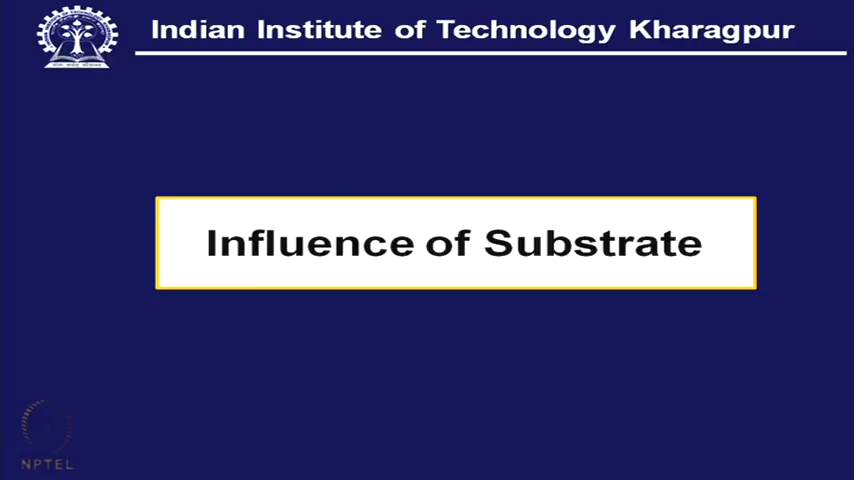 Indian Institute of Technology Kharagpur
Influence of Substrate
NPTEL